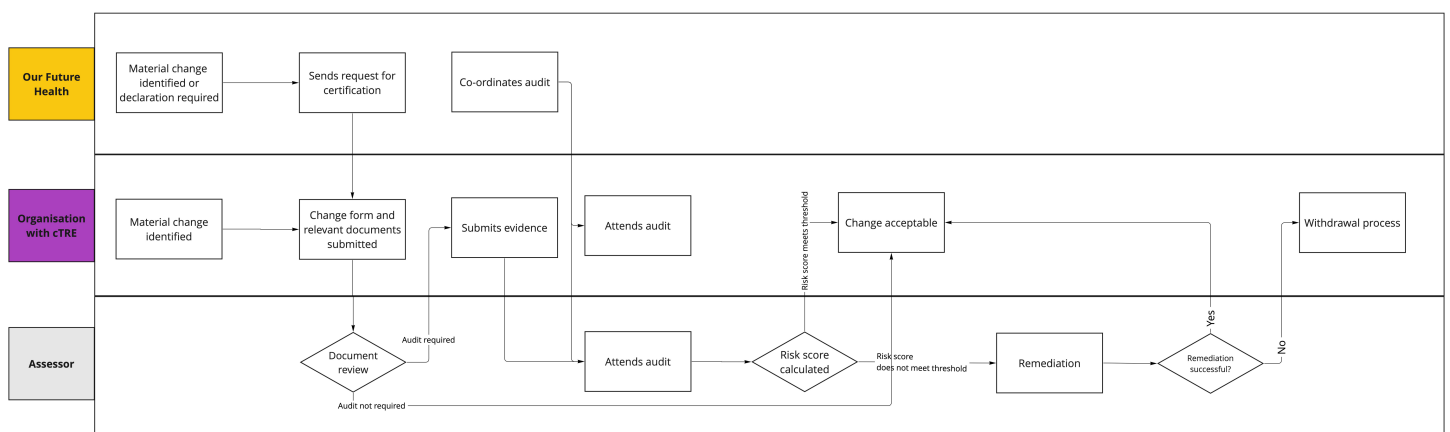 Our Future
Health
Material change
identified or
declaration required
Sends request for
certification
Co-ordinates audit
Organisation
with cTRE
Material change
identified
Change form and
relevant documents
submitted
Submits evidence
Attends audit
Risk score meets threshold
Change acceptable
Withdrawal process
Assessor
Document
review
Audit required
Audit not required
Attends audit
Risk score
calculated
Risk score
does not meet threshold
Remediation
Remediation
successful?
Yes
No